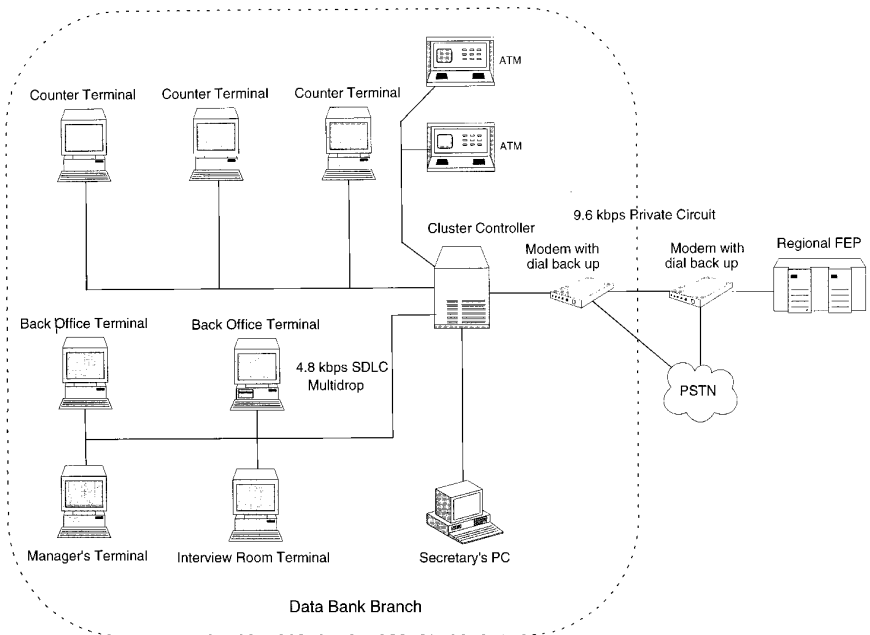 ATM
Counter Terminal
Counter Terminal
Counter Terminal
ATM
9.6 kbps Private Circuit
Cluster Controller
Modem with
dial back up
Modem with
dial back up
Regional FEP
Back Office Terminal
Back Office Terminal
4.8 kbps SDLC
Multidrop
PSTN
Manager's Terminal
Interview Room Terminal
Secretary's PC
Data Bank Branch